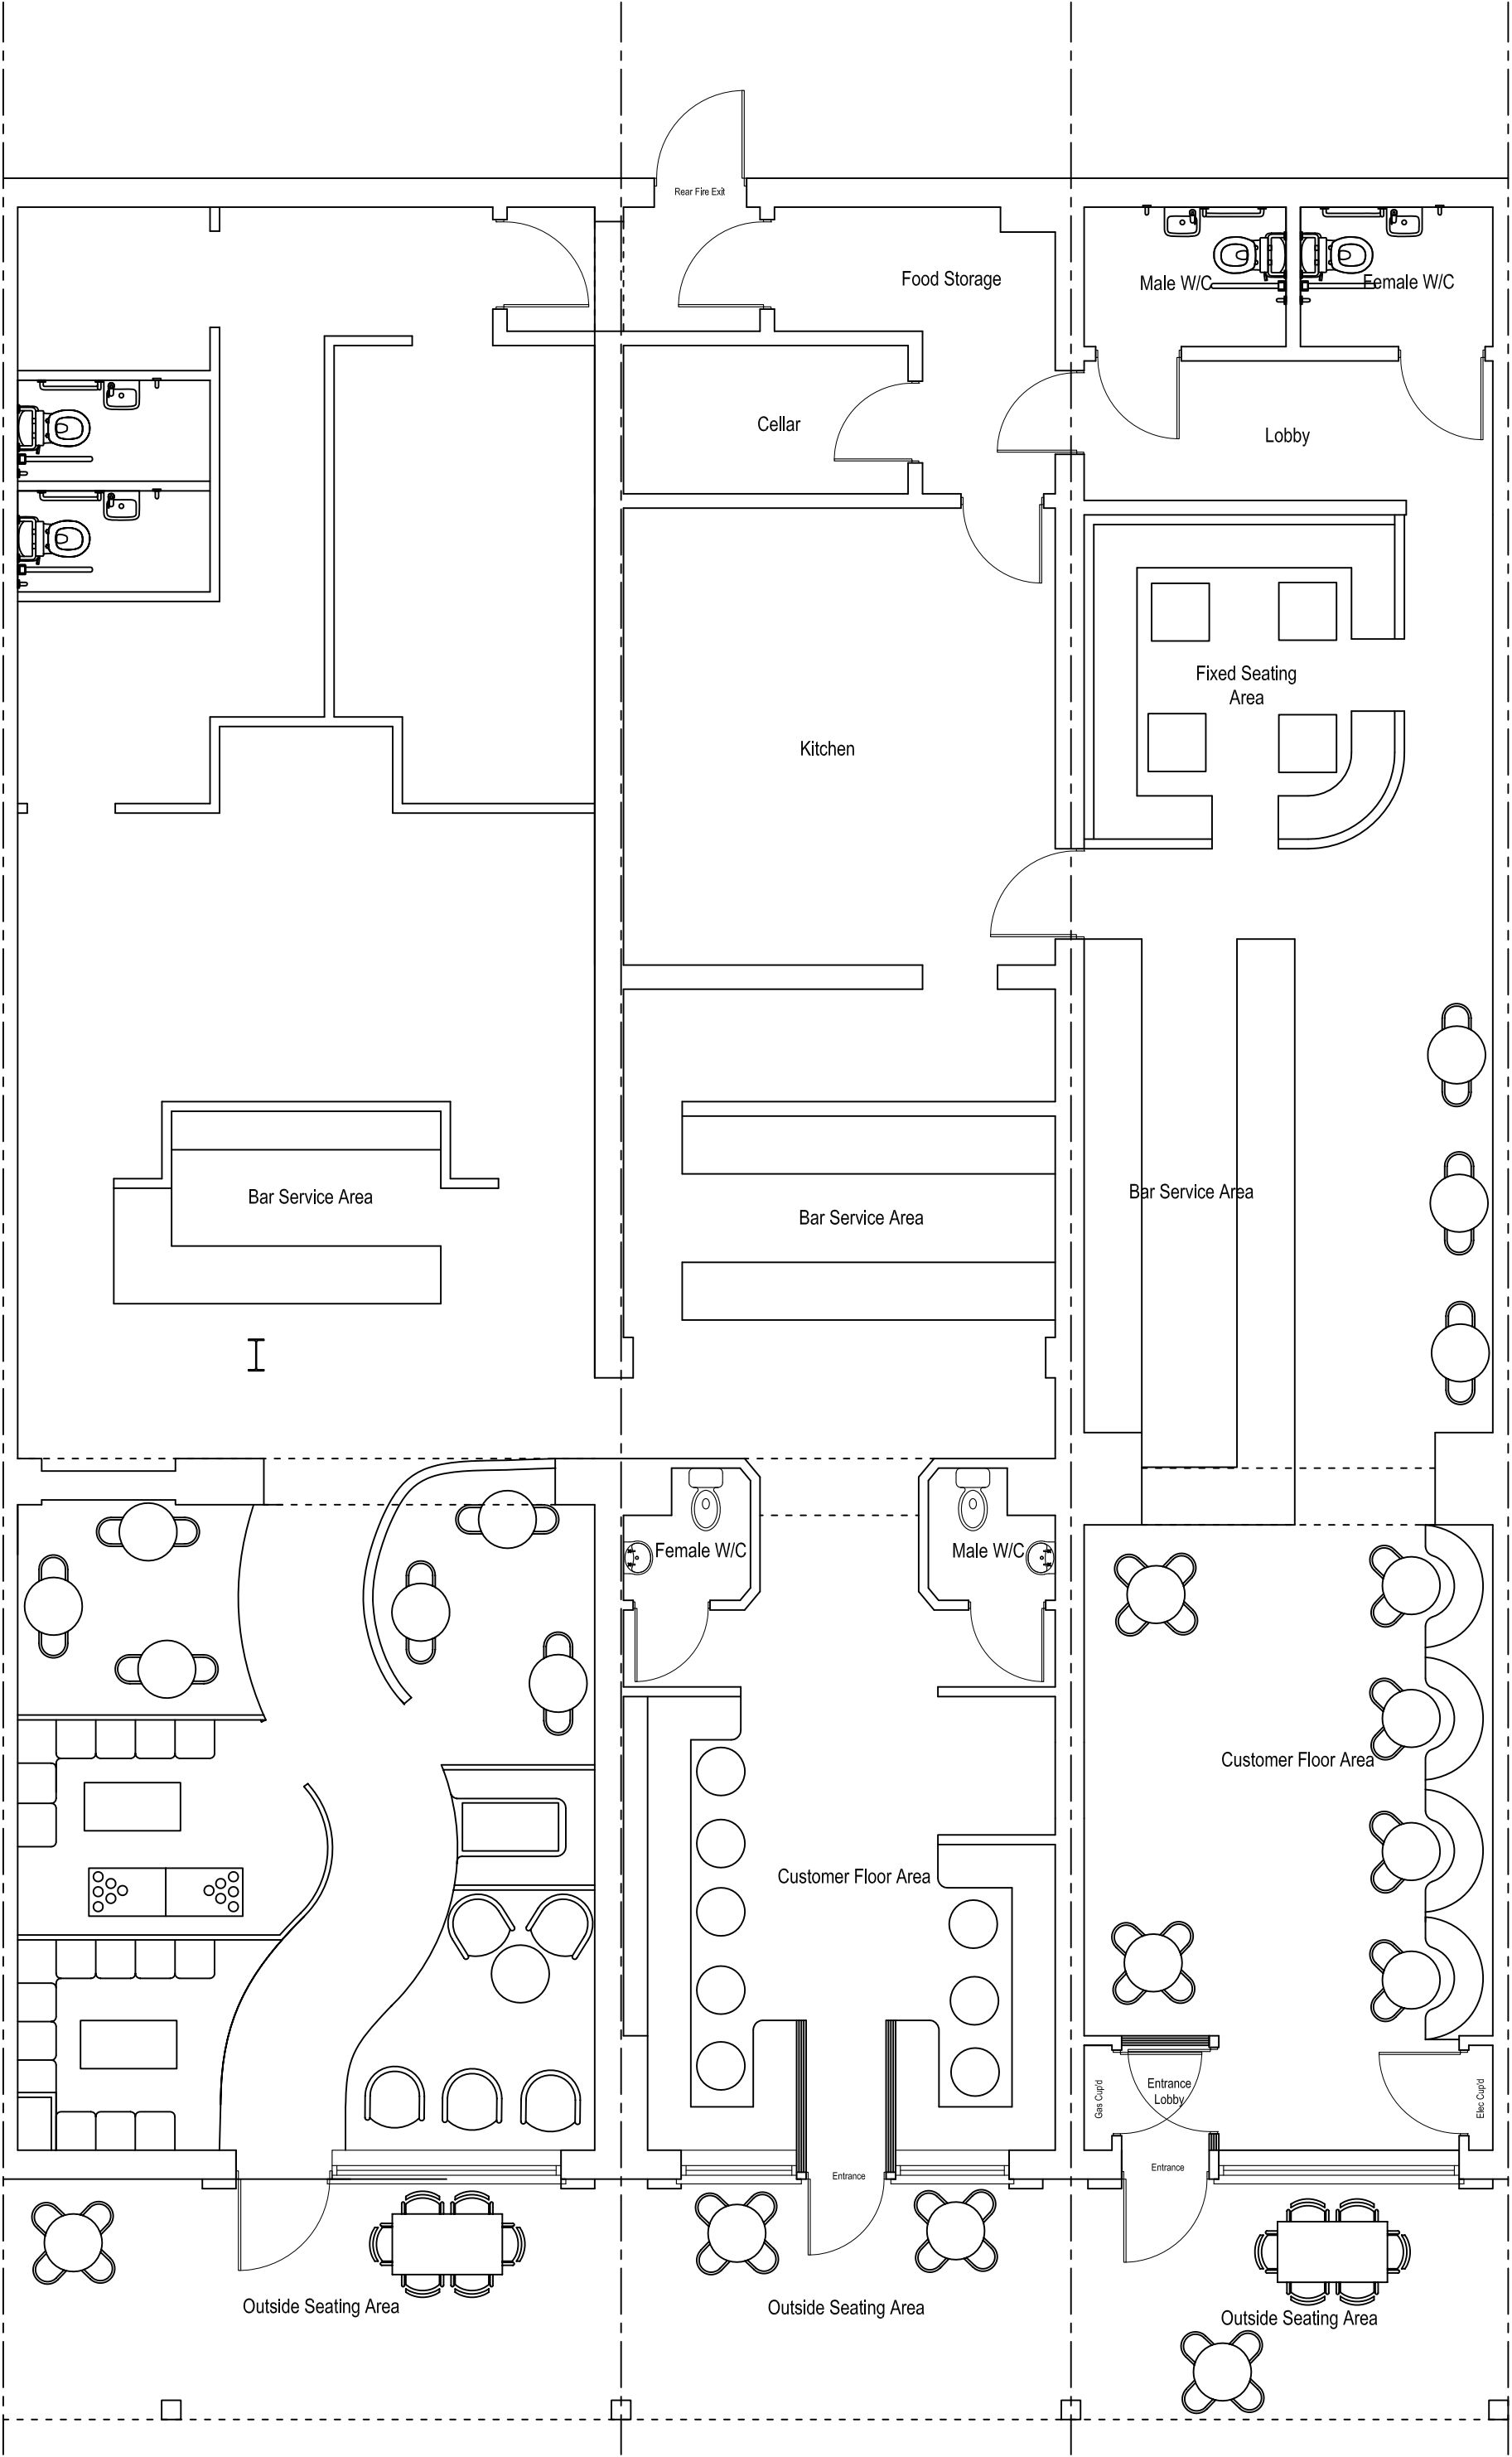 Rear Fire Exit
Food Storage
Male W/C
Female W/C
Cellar
Lobby
Fixed Seating
Area
Kitchen
Bar Service Area
Bar Service Area
Bar Service Area
Female W/C
Male W/C
Customer Floor Area
Customer Floor Area
Gas Cup'd
Entrance
Lobby
Elec Cup'd
Entrance
Entrance
Outside Seating Area
Outside Seating Area
Outside Seating Area